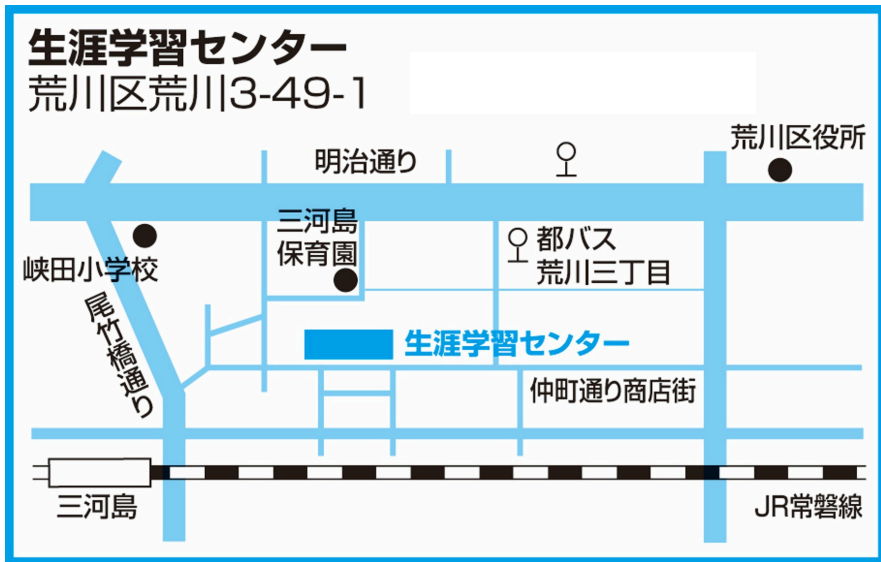 生涯学習センター
荒川区荒川3-49-1
荒川区役所
明治通り
三河島
保育園
都バス
荒川三丁目
峡田小学校
尾竹橋通り
生涯学習センター
仲町通り商店街
三河島
JR常磐線